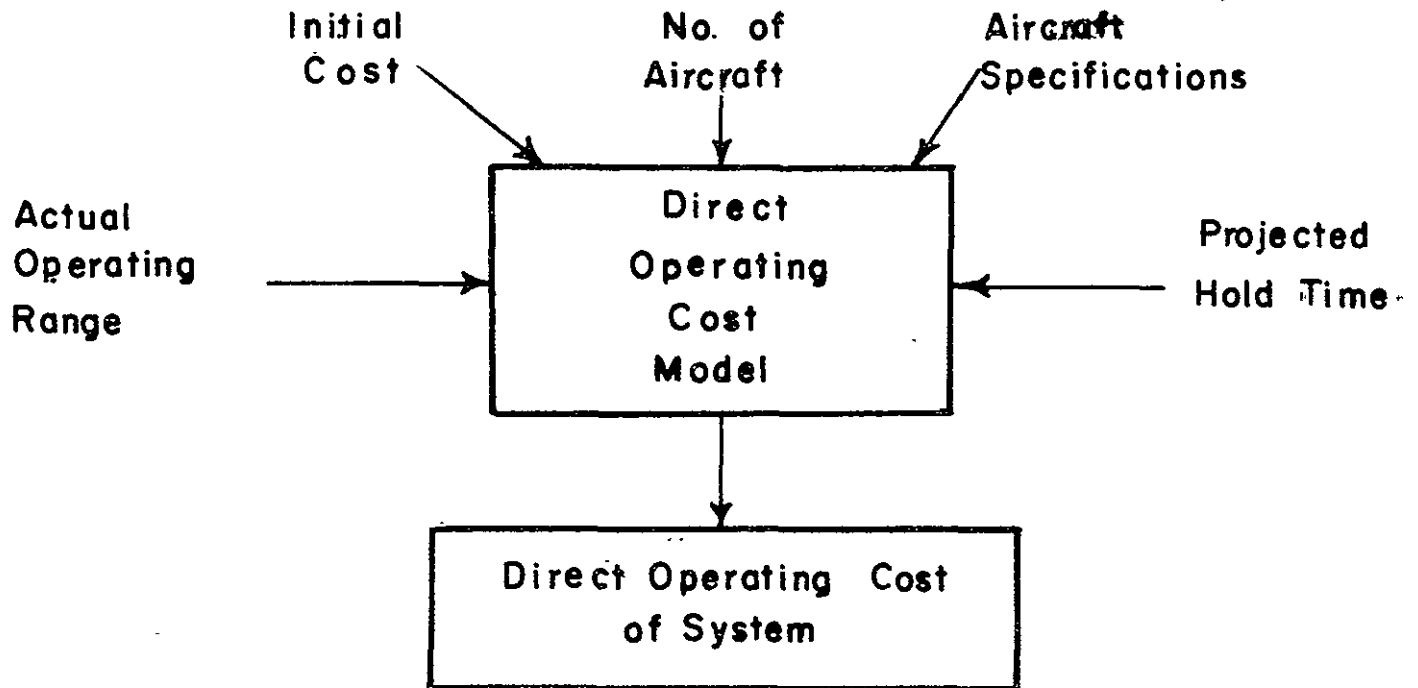 Initial
Cost
No. of
Aircraft
Aircraft
Specifications
Actual
Operating
Range
Direct
Operating
Cost
Model
Projected
Hold Time
Direct Operating Cost
of System